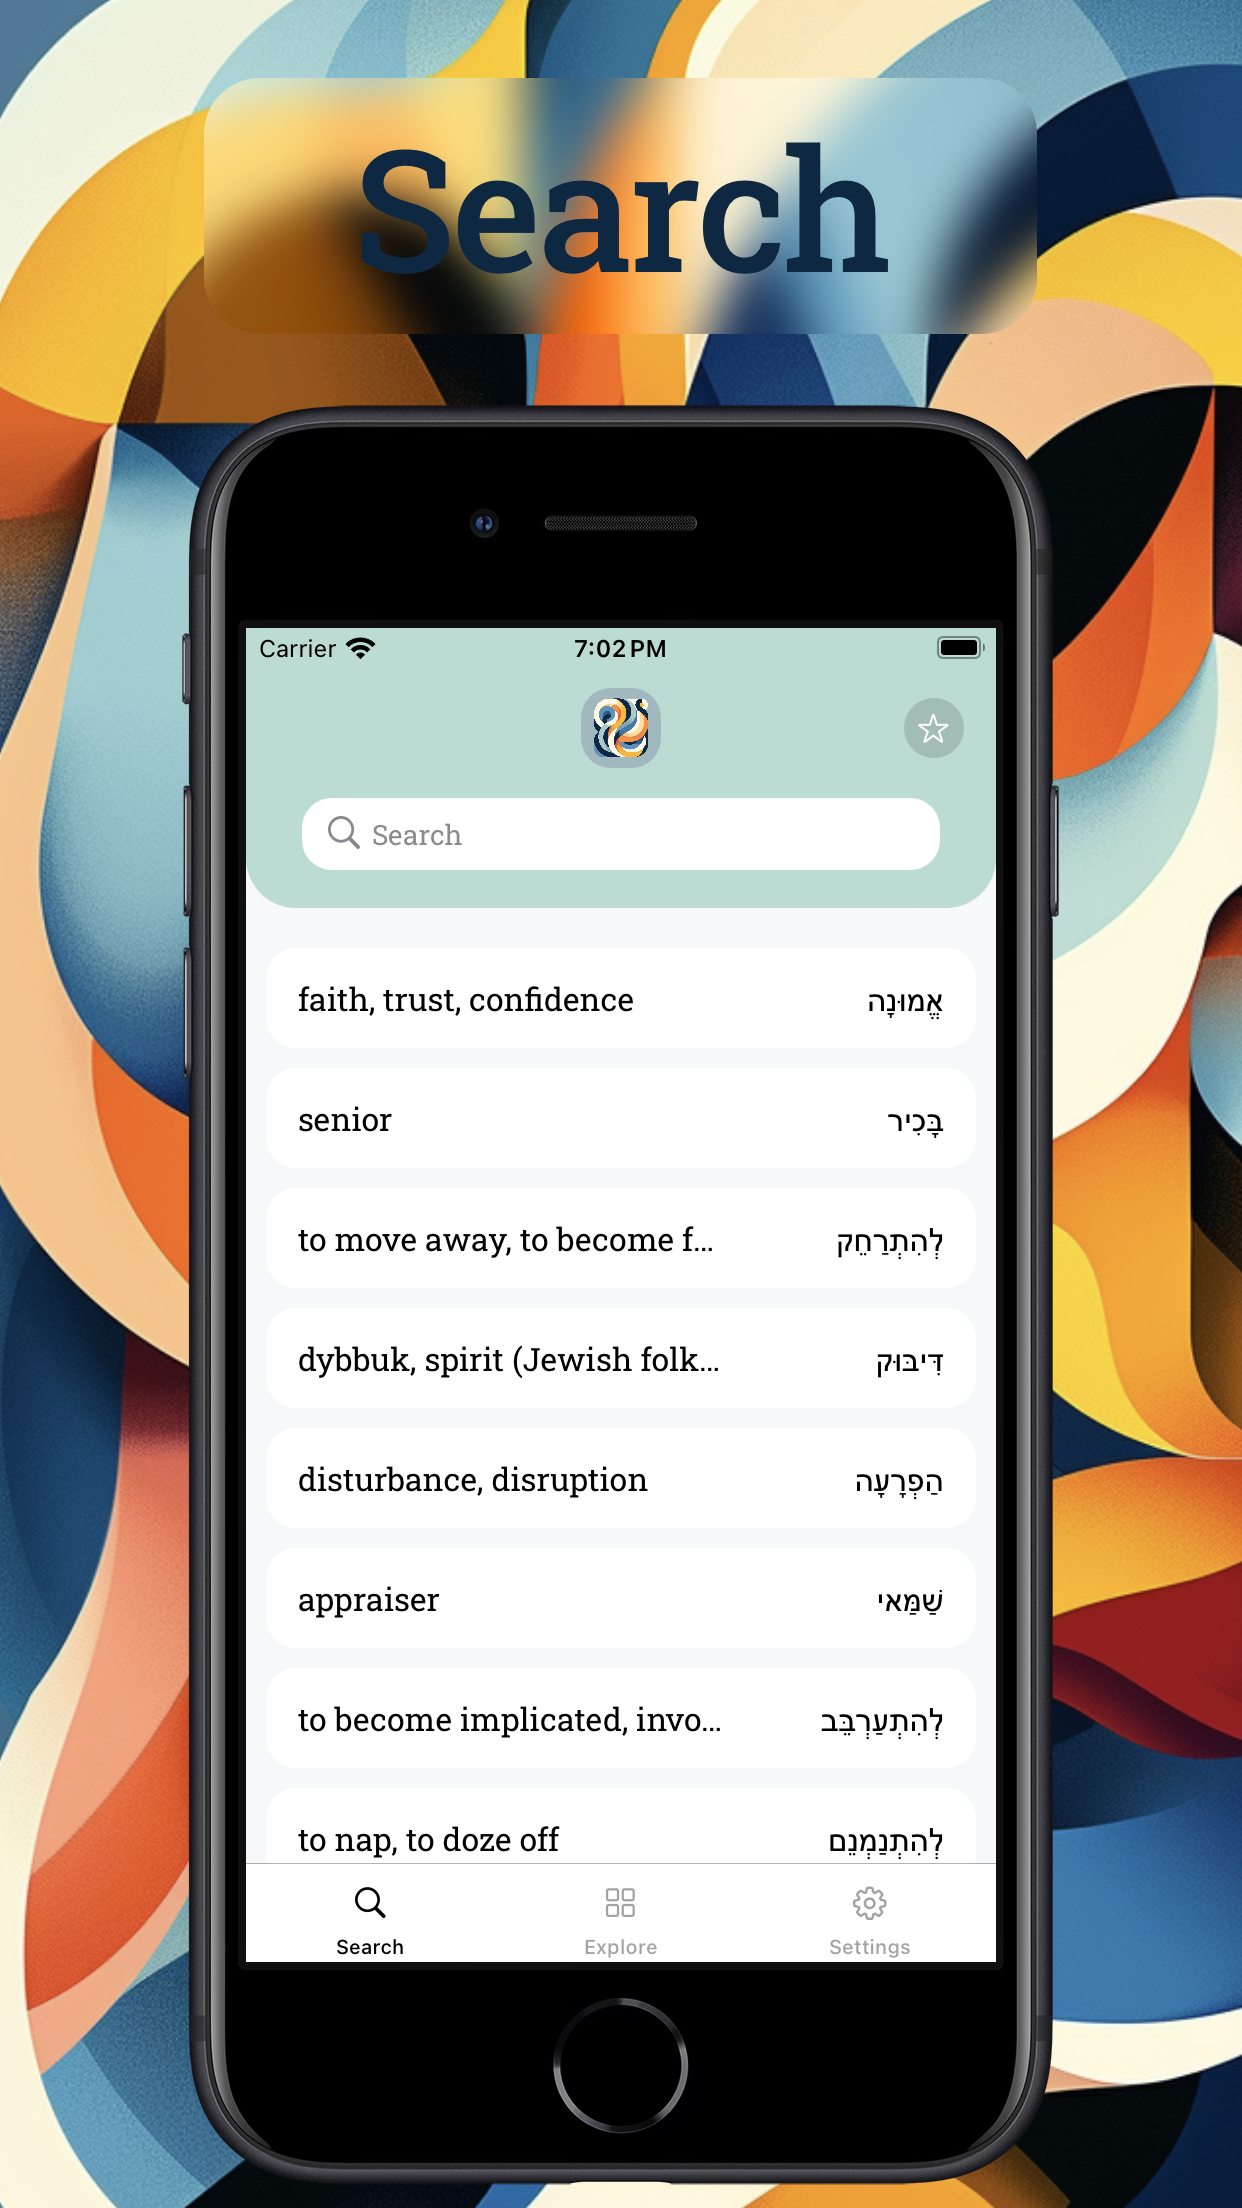 Search
Carrier 7:02 PM
Search
faith, trust, confidence אֱמוּנָה
senior בָּכִיר
to move away, to become f... לְהִתְרַחֵק
dybbuk, spirit (Jewish folk... דִּיבּוּק
disturbance, disruption הַפְרָעָה
appraiser שַׁמַּאי
to become implicated, invo... לְהִתְעַרְבֵּב
to nap, to doze off לְהִתְנַמְנֵם
Search Explore Settings